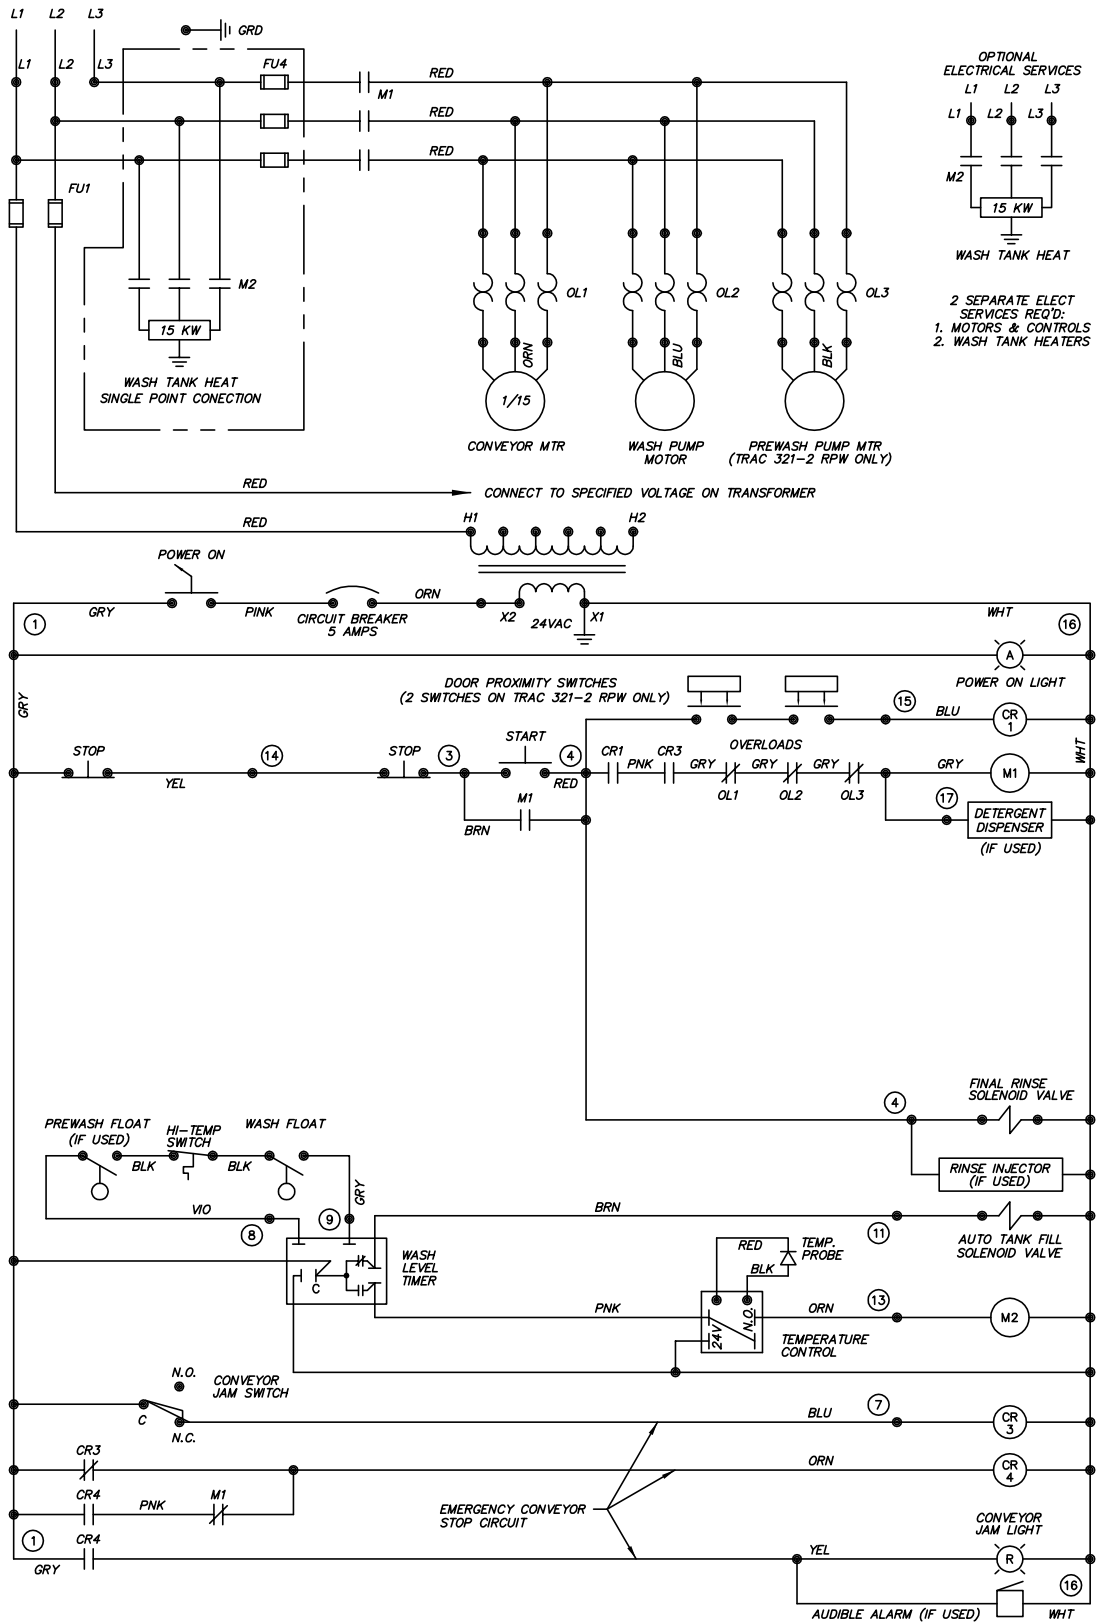 L1 L2 L3
GRD
L1 L2 L3
FU4
M1
RED
RED
RED
FU1
M2
15 KW
WASH TANK HEAT
SINGLE POINT CONECTION
OL1
OL2
OL3
ORN
BLU
BLK
1/15
CONVEYOR MTR
WASH PUMP
MOTOR
PREWASH PUMP MTR
(TRAC 321-2 RPW ONLY)
OPTIONAL
ELECTRICAL SERVICES
L1 L2 L3
L1 L2 L3
M2
15 KW
WASH TANK HEAT
2 SEPARATE ELECT
SERVICES REQ'D:
1. MOTORS & CONTROLS
2. WASH TANK HEATERS
RED
CONNECT TO SPECIFIED VOLTAGE ON TRANSFORMER
RED
H1
H2
POWER ON
GRY
PINK
CIRCUIT BREAKER
5 AMPS
ORN
X2
24VAC
X1
WHT
1
16
A
POWER ON LIGHT
GRY
DOOR PROXIMITY SWITCHES
(2 SWITCHES ON TRAC 321-2 RPW ONLY)
15
BLU
CR
1
WHT
STOP
YEL
14
STOP
3
START
4
RED
CR1
PNK
CR3
OVERLOADS
GRY
GRY
GRY
OL1
OL2
OL3
GRY
M1
M1
BRN
17
DETERGENT
DISPENSER
(IF USED)
FINAL RINSE
SOLENOID VALVE
4
RINSE INJECTOR
(IF USED)
PREWASH FLOAT
(IF USED)
HI-TEMP
SWITCH
WASH FLOAT
BLK
BLK
VIO
GRY
8
9
BRN
11
AUTO TANK FILL
SOLENOID VALVE
WASH
LEVEL
TIMER
C
RED
BLK
TEMP.
PROBE
PNK
24V
N.O.
ORN
13
M2
TEMPERATURE
CONTROL
N.O.
CONVEYOR
JAM SWITCH
C
N.C.
BLU
7
CR
3
CR3
ORN
CR
4
CR4
PNK
M1
EMERGENCY CONVEYOR
STOP CIRCUIT
CONVEYOR
JAM LIGHT
1
CR4
GRY
YEL
R
16
AUDIBLE ALARM (IF USED)
WHT